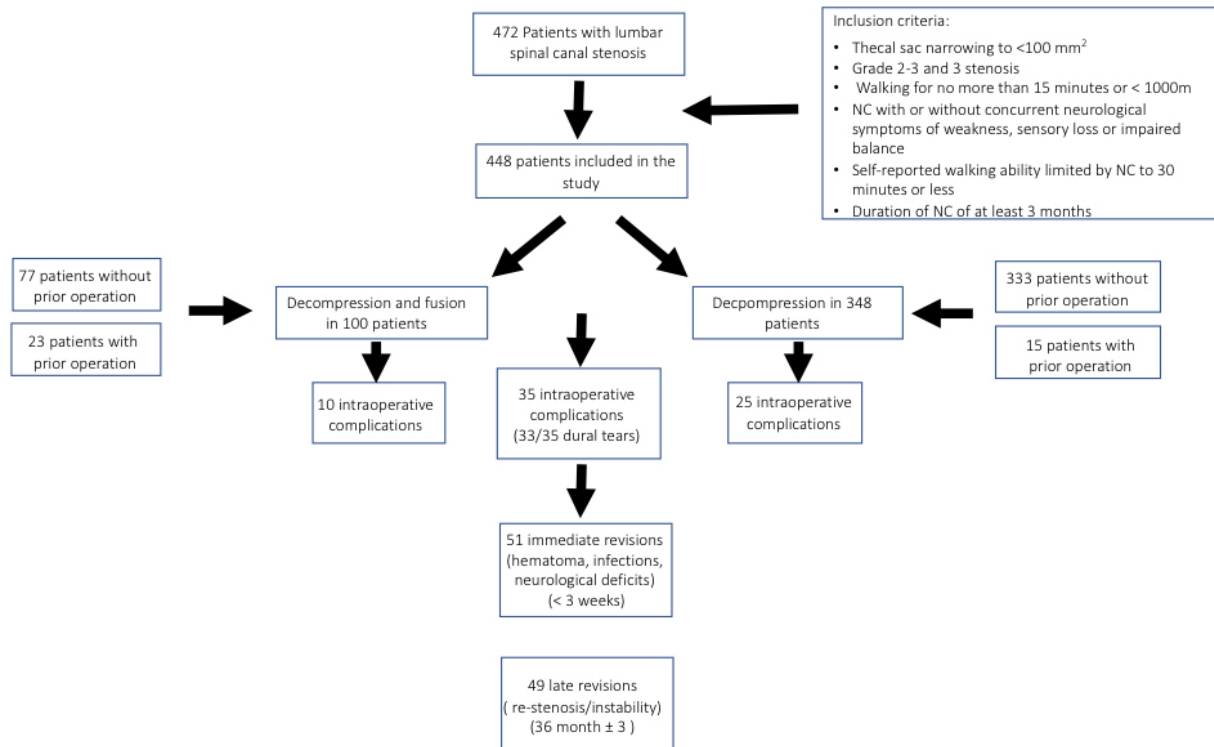 472 Patients with lumbar
spinal canal stenosis
Inclusion criteria:
• Thecal sac narrowing to <100 mm²
• Grade 2-3 and 3 stenosis
• Walking for no more than 15 minutes or < 1000m
• NC with or without concurrent neurological
symptoms of weakness, sensory loss or impaired
balance
• Self-reported walking ability limited by NC to 30
minutes or less
• Duration of NC of at least 3 months
448 patients included in the
study
77 patients without
prior operation
23 patients with
prior operation
Decompression and fusion
in 100 patients
Decpompression in 348
patients
333 patients without
prior operation
15 patients with
prior operation
10 intraoperative
complications
35 intraoperative
complications
(33/35 dural tears)
25 intraoperative
complications
51 immediate revisions
(hematoma, infections,
neurological deficits)
(< 3 weeks)
49 late revisions
( re-stenosis/instability)
(36 month ± 3 )